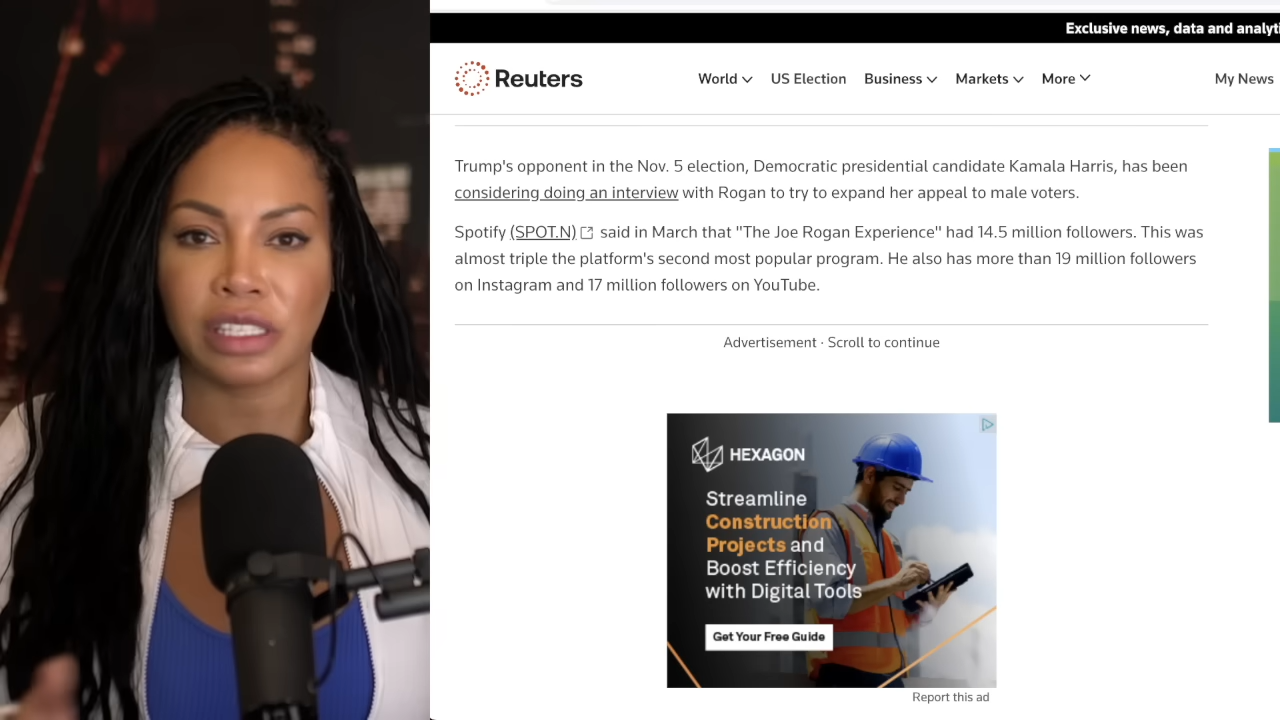 Exclusive news, data and analyti
Reuters
World
US Election
Business
Markets
More
My News
Trump's opponent in the Nov. 5 election, Democratic presidential candidate Kamala Harris, has been
considering doing an interview with Rogan to try to expand her appeal to male voters.
Spotify (SPOT.N) said in March that "The Joe Rogan Experience" had 14.5 million followers. This was
almost triple the platform's second most popular program. He also has more than 19 million followers
on Instagram and 17 million followers on YouTube.
Advertisement · Scroll to continue
HEXAGON
Streamline
Construction
Projects and
Boost Efficiency
with Digital Tools
Get Your Free Guide
Report this ad